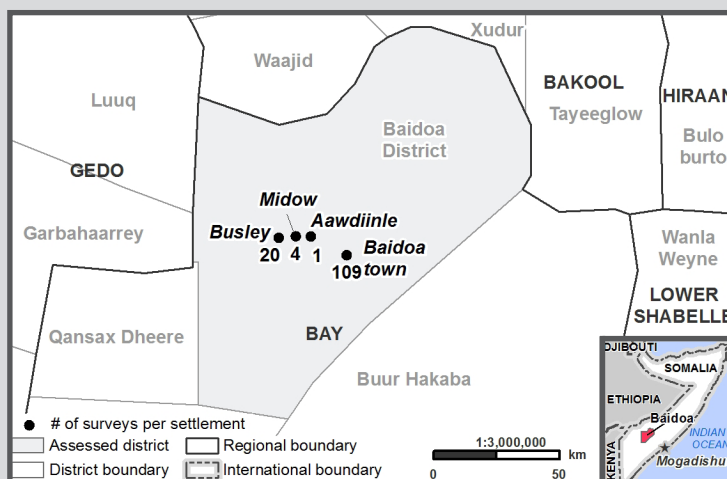 Xudur
Waajid
BAKOOL
Luuq
HIRAAN
Tayeeglow
Baidoa
District
Bulo
burto
GEDO
Midow
Aawdiinle
Busley
Garbahaarrey
Baidoa
town
20 4 1
109
Wanla
Weyne
LOWER
SHABELLE
Qansax Dheere
BAY
Buur Hakaba
# of surveys per settlement
Assessed district
Regional boundary
District boundary
International boundary
1:3,000,000
km
0 50
DJIBOUTI
SOMALIA
ETHIOPIA
Baidoa
INDIAN
OCEAN
KENYA
Mogadishu